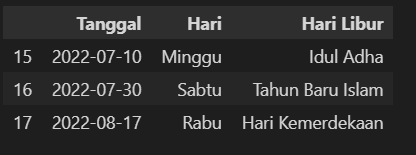 Tanggal Hari Hari Libur
15 2022-07-10 Minggu Idul Adha
16 2022-07-30 Sabtu Tahun Baru Islam
17 2022-08-17 Rabu Hari Kemerdekaan